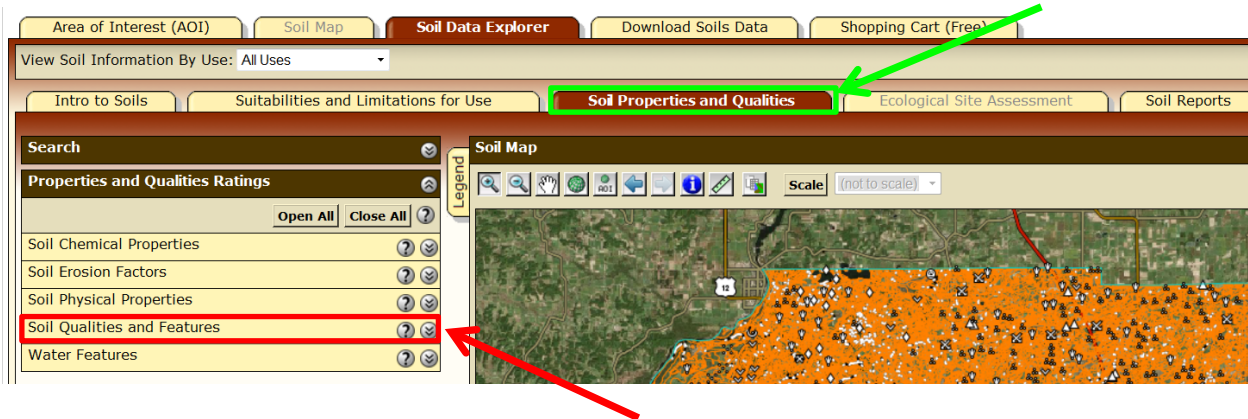 Area of Interest (AOI) Soil Map Soil Data Explorer Download Soils Data Shopping Cart (Free)
View Soil Information By Use: All Uses
Intro to Soils Suitabilities and Limitations for Use Soil Properties and Qualities Ecological Site Assessment Soil Reports
Search
Legend
Soil Map
Properties and Qualities Ratings
AOI Scale (not to scale)
Open All Close All ?
Soil Chemical Properties ?
Soil Erosion Factors ?
Soil Physical Properties ?
Soil Qualities and Features ?
Water Features ?
12